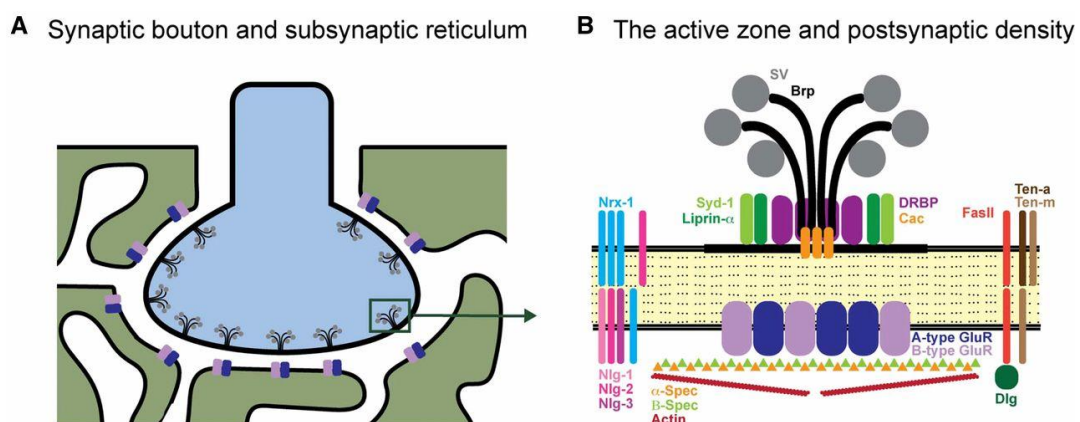 A Synaptic bouton and subsynaptic reticulum
B The active zone and postsynaptic density
SV
Brp
Nrx-1
Syd-1
Liprin-α
DRBP
Cac
FasII
Ten-a
Ten-m
A-type GluR
B-type GluR
Nlg-1
Nlg-2
Nlg-3
α-Spec
β-Spec
Actin
Dlg